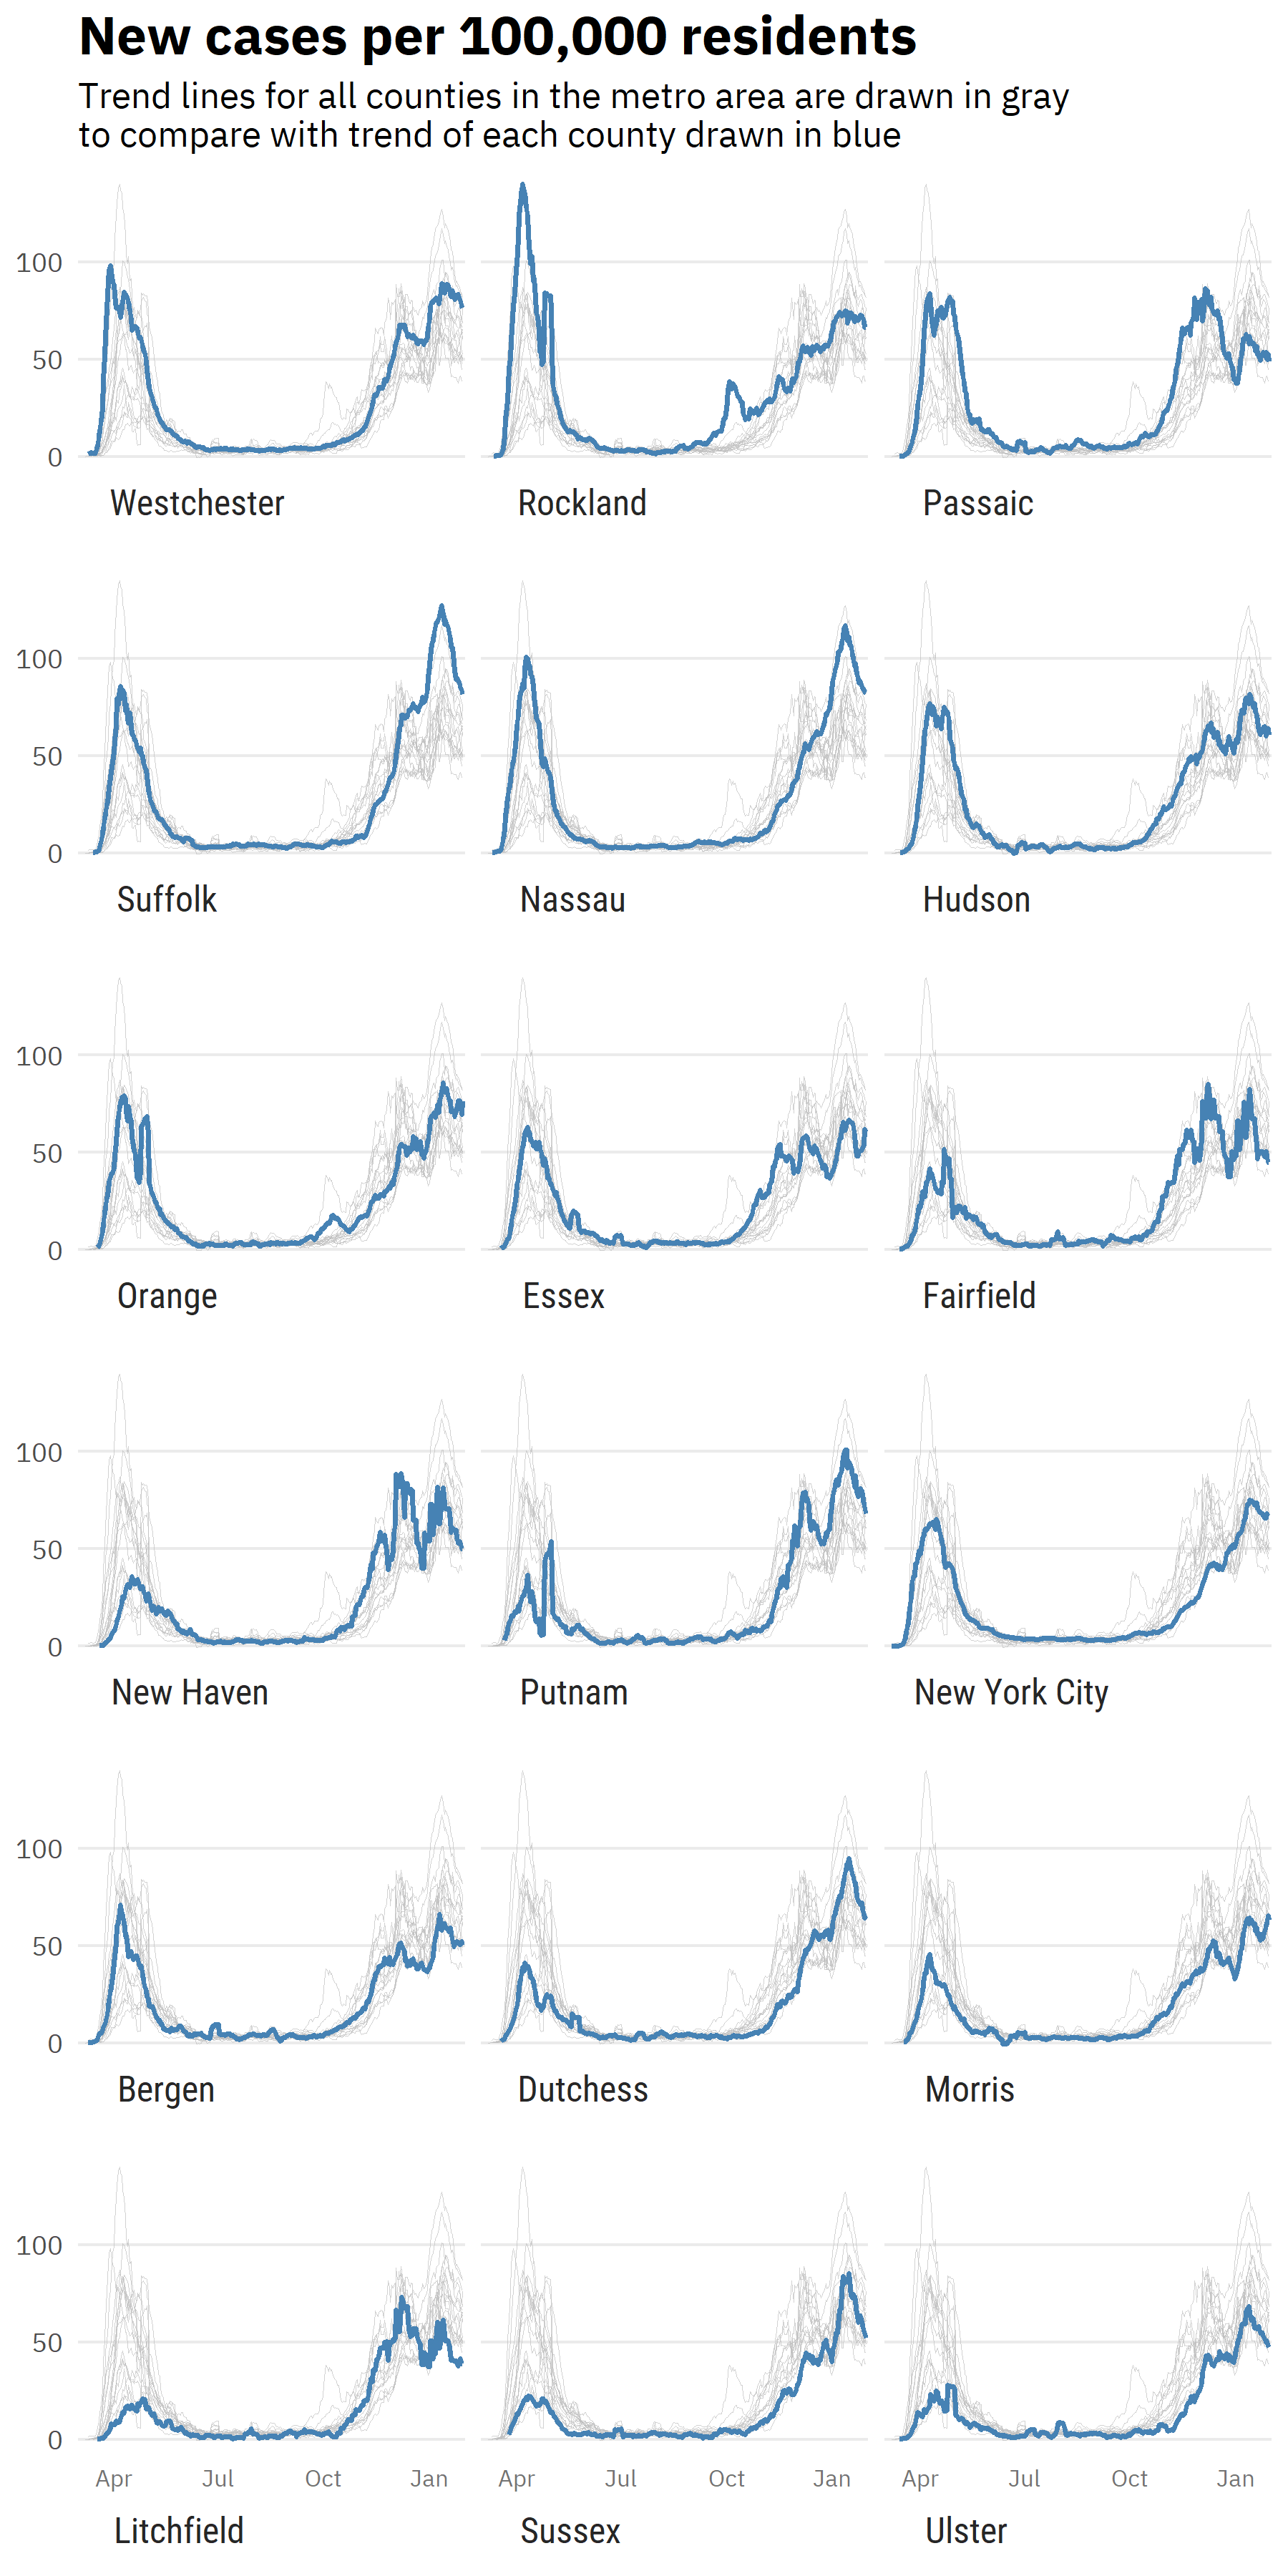 New cases per 100,000 residents
Trend lines for all counties in the metro area are drawn in gray
to compare with trend of each county drawn in blue
100
50
0
Westchester Rockland Passaic
100
50
0
Suffolk Nassau Hudson
100
50
0
Orange Essex Fairfield
100
50
0
New Haven Putnam New York City
100
50
0
Bergen Dutchess Morris
100
50
0
Apr Jul Oct Jan Apr Jul Oct Jan Apr Jul Oct Jan
Litchfield Sussex Ulster